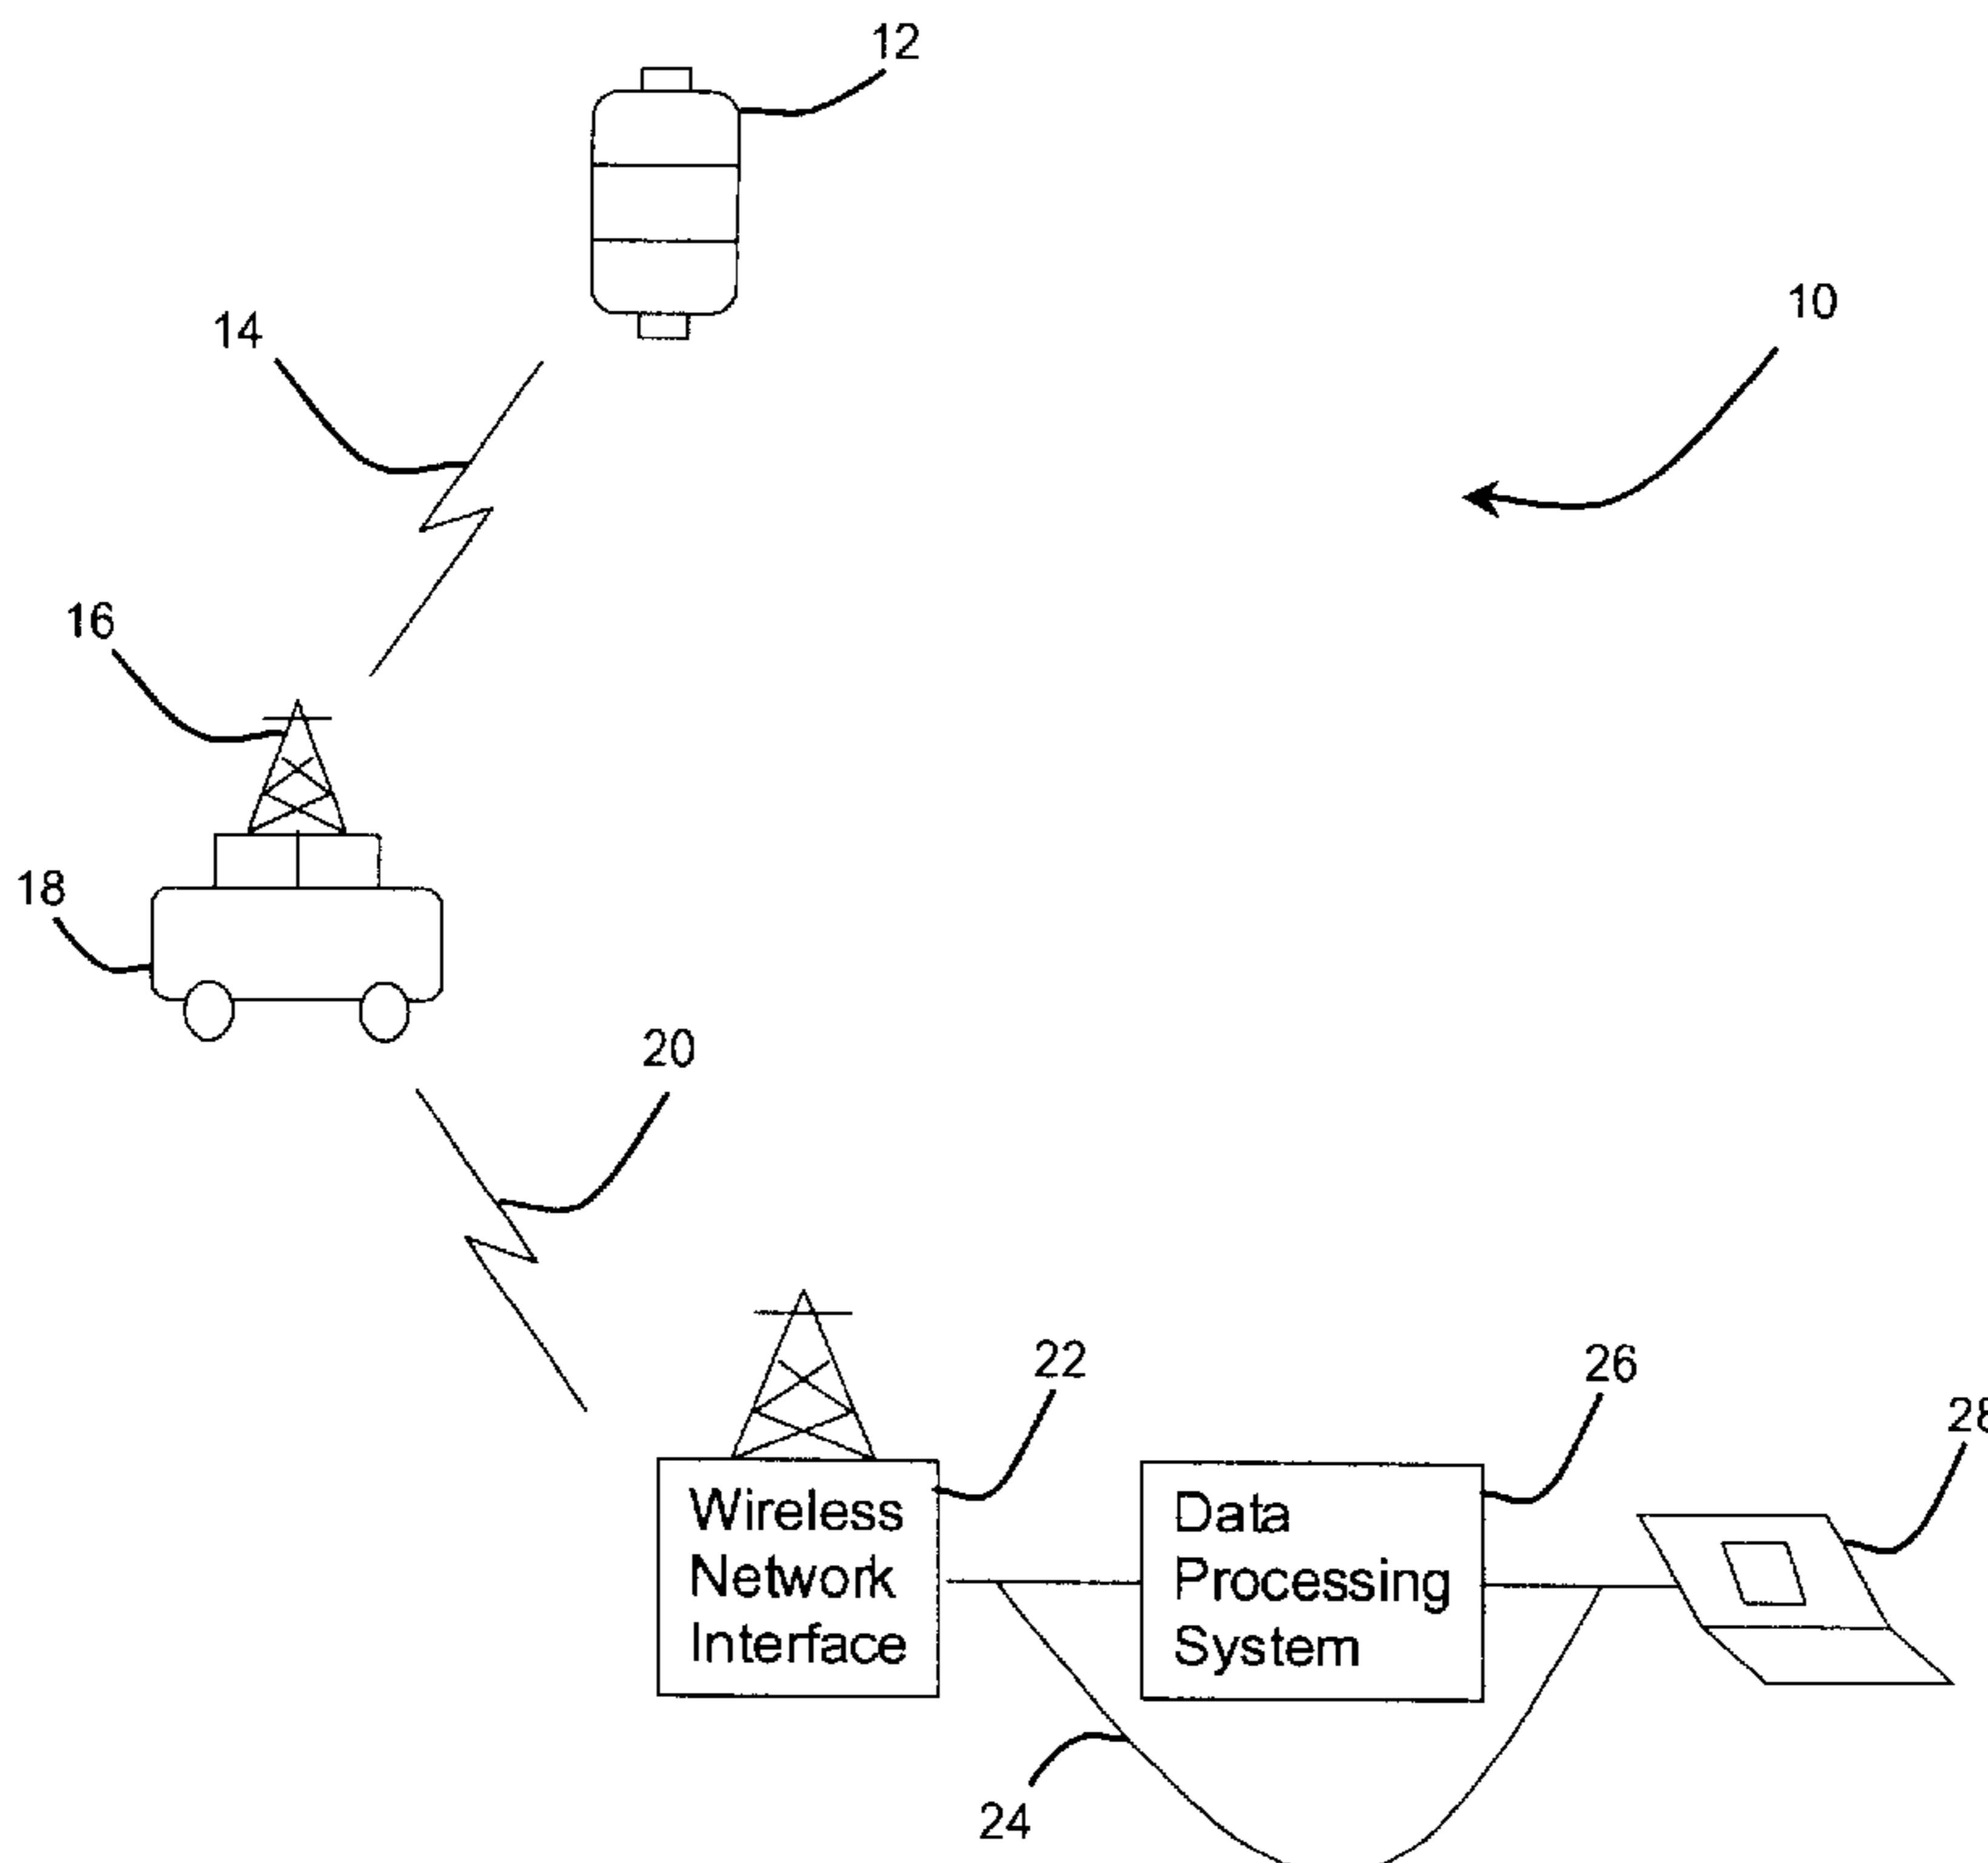 12
10
14
16
18
20
22
26
28
Wireless
Network
Interface
Data
Processing
System
24